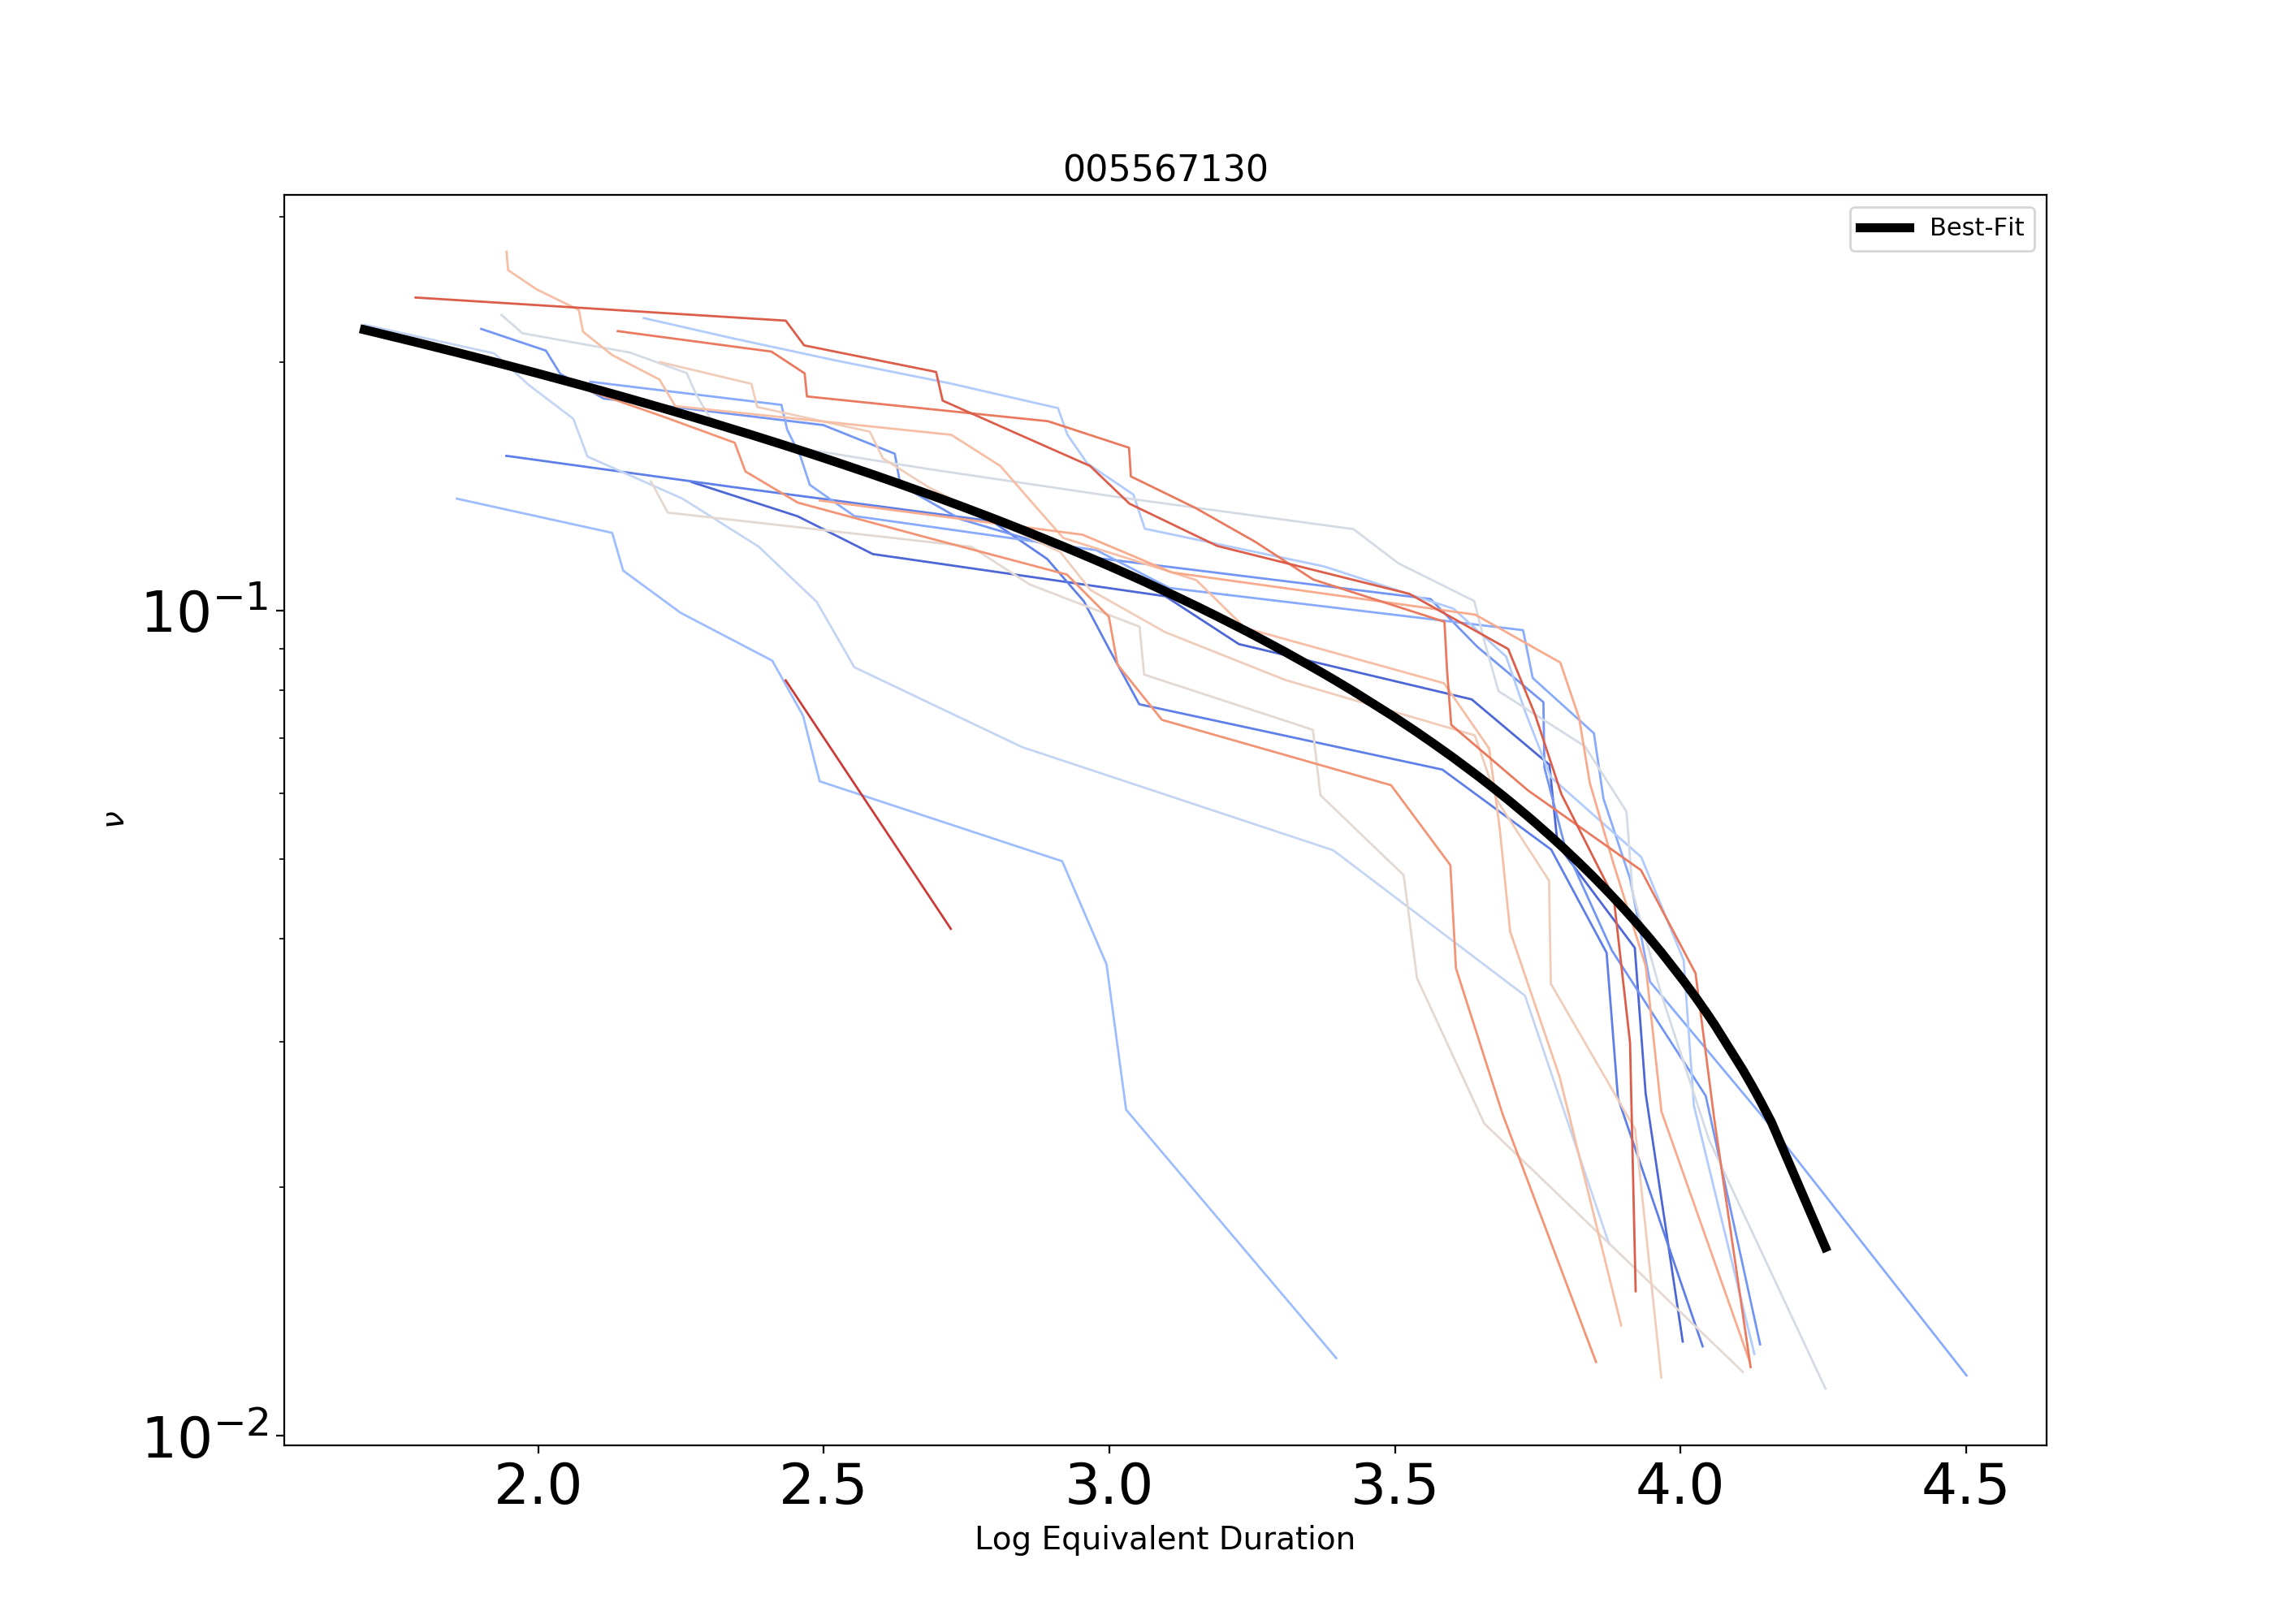 005567130
Best-Fit
10⁻¹
ν
10⁻²
2.0 2.5 3.0 3.5 4.0 4.5
Log Equivalent Duration